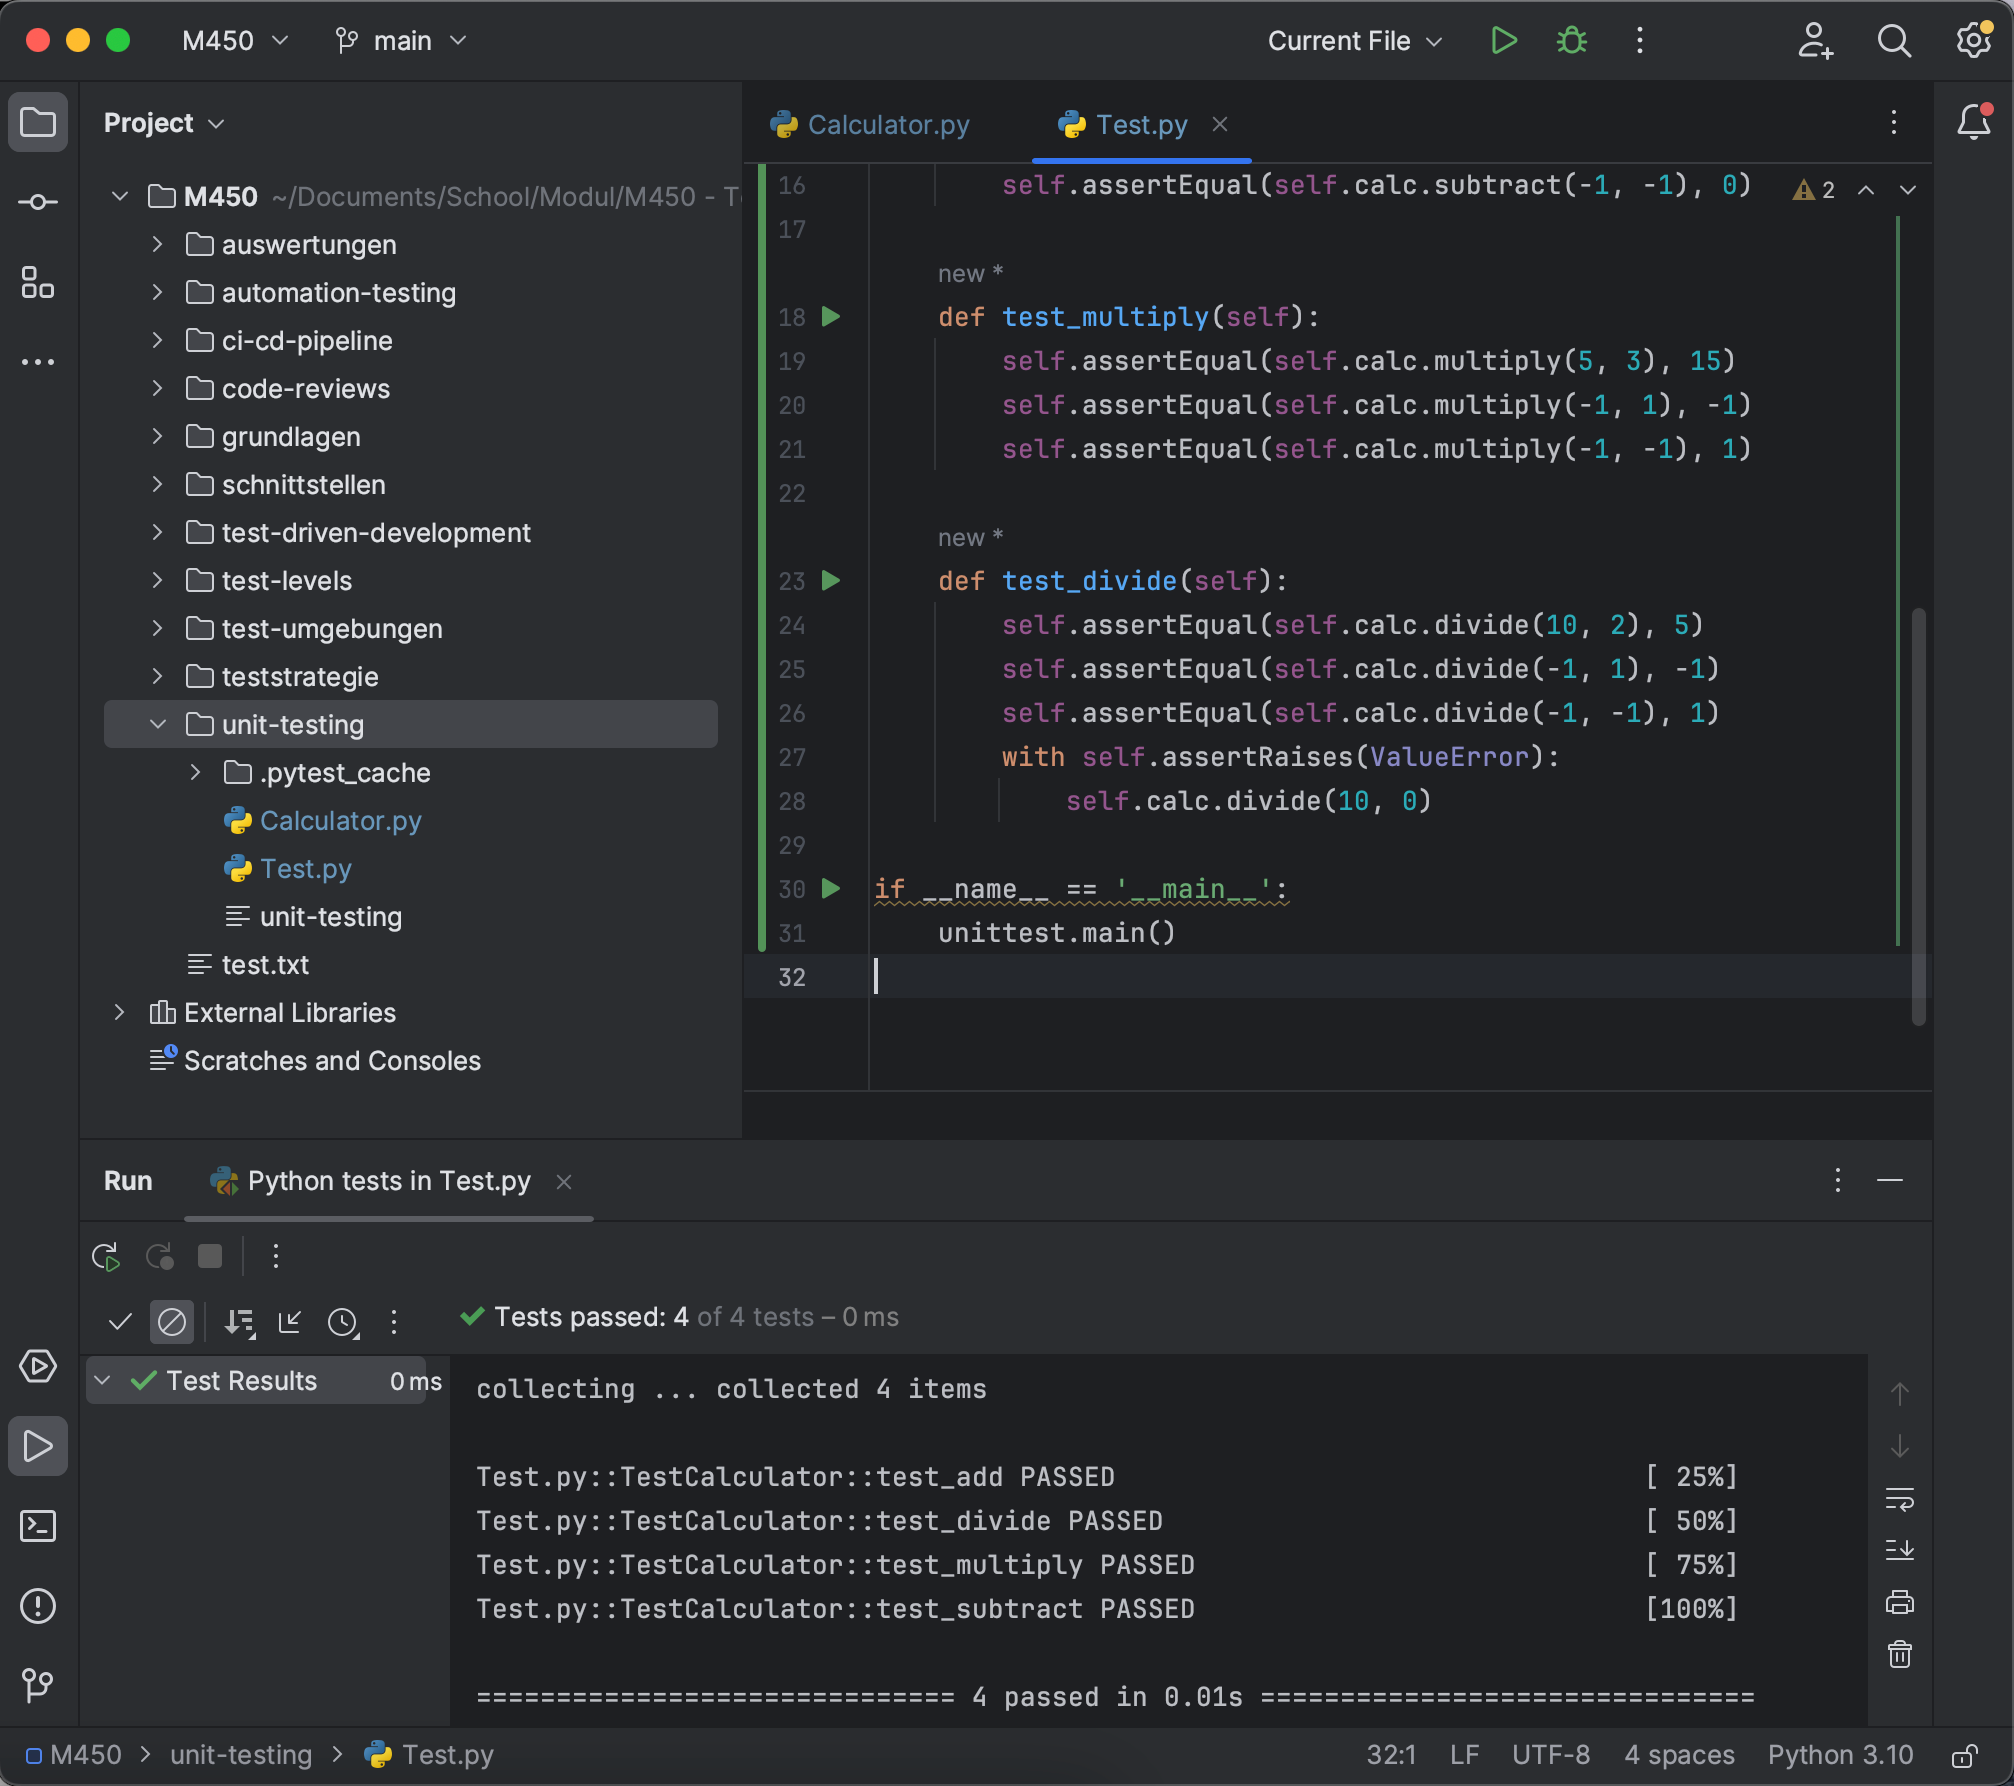 M450 main Current File
Project
M450 ~/Documents/School/Modul/M450 - T
auswertungen
automation-testing
ci-cd-pipeline
code-reviews
grundlagen
schnittstellen
test-driven-development
test-levels
test-umgebungen
teststrategie
unit-testing
.pytest_cache
Calculator.py
Test.py
unit-testing
test.txt
External Libraries
Scratches and Consoles
Calculator.py Test.py
2
16 self.assertEqual(self.calc.subtract(-1, -1), 0)
17
new *
18 def test_multiply(self):
19 self.assertEqual(self.calc.multiply(5, 3), 15)
20 self.assertEqual(self.calc.multiply(-1, 1), -1)
21 self.assertEqual(self.calc.multiply(-1, -1), 1)
22
new *
23 def test_divide(self):
24 self.assertEqual(self.calc.divide(10, 2), 5)
25 self.assertEqual(self.calc.divide(-1, 1), -1)
26 self.assertEqual(self.calc.divide(-1, -1), 1)
27 with self.assertRaises(ValueError):
28 self.calc.divide(10, 0)
29
30 if __name__ == '__main__':
31 unittest.main()
32
Run Python tests in Test.py
Tests passed: 4 of 4 tests – 0 ms
Test Results 0 ms
collecting ... collected 4 items
Test.py::TestCalculator::test_add PASSED [ 25%]
Test.py::TestCalculator::test_divide PASSED [ 50%]
Test.py::TestCalculator::test_multiply PASSED [ 75%]
Test.py::TestCalculator::test_subtract PASSED [100%]
============================== 4 passed in 0.01s ===============================
M450 > unit-testing > Test.py 32:1 LF UTF-8 4 spaces Python 3.10